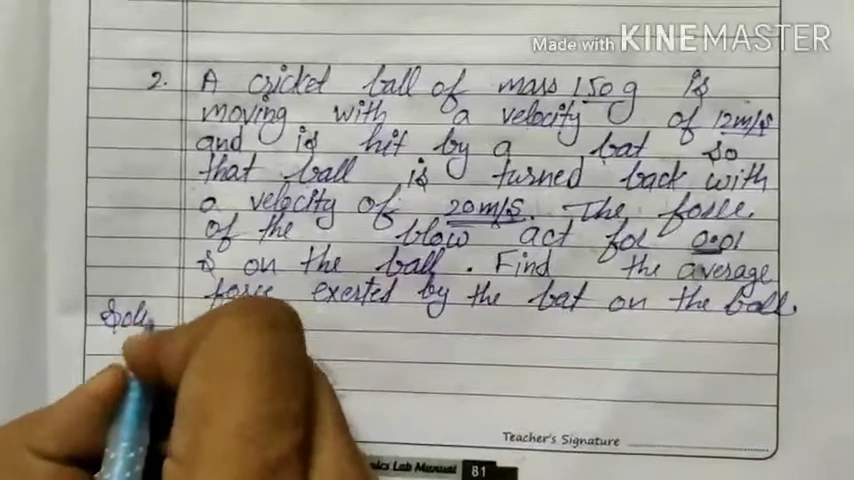 Made with KINEMASTER
2. A cricket ball of mass 150 g is
moving with a velocity of 12m/s
and is hit by a bat so
that ball is turned back with
a velocity of 20m/s. The force
of the blow act for 0.01
s on the ball. Find the average
force exerted by the bat on the ball.
Sol
Teacher's Signature
Lab Manual 81